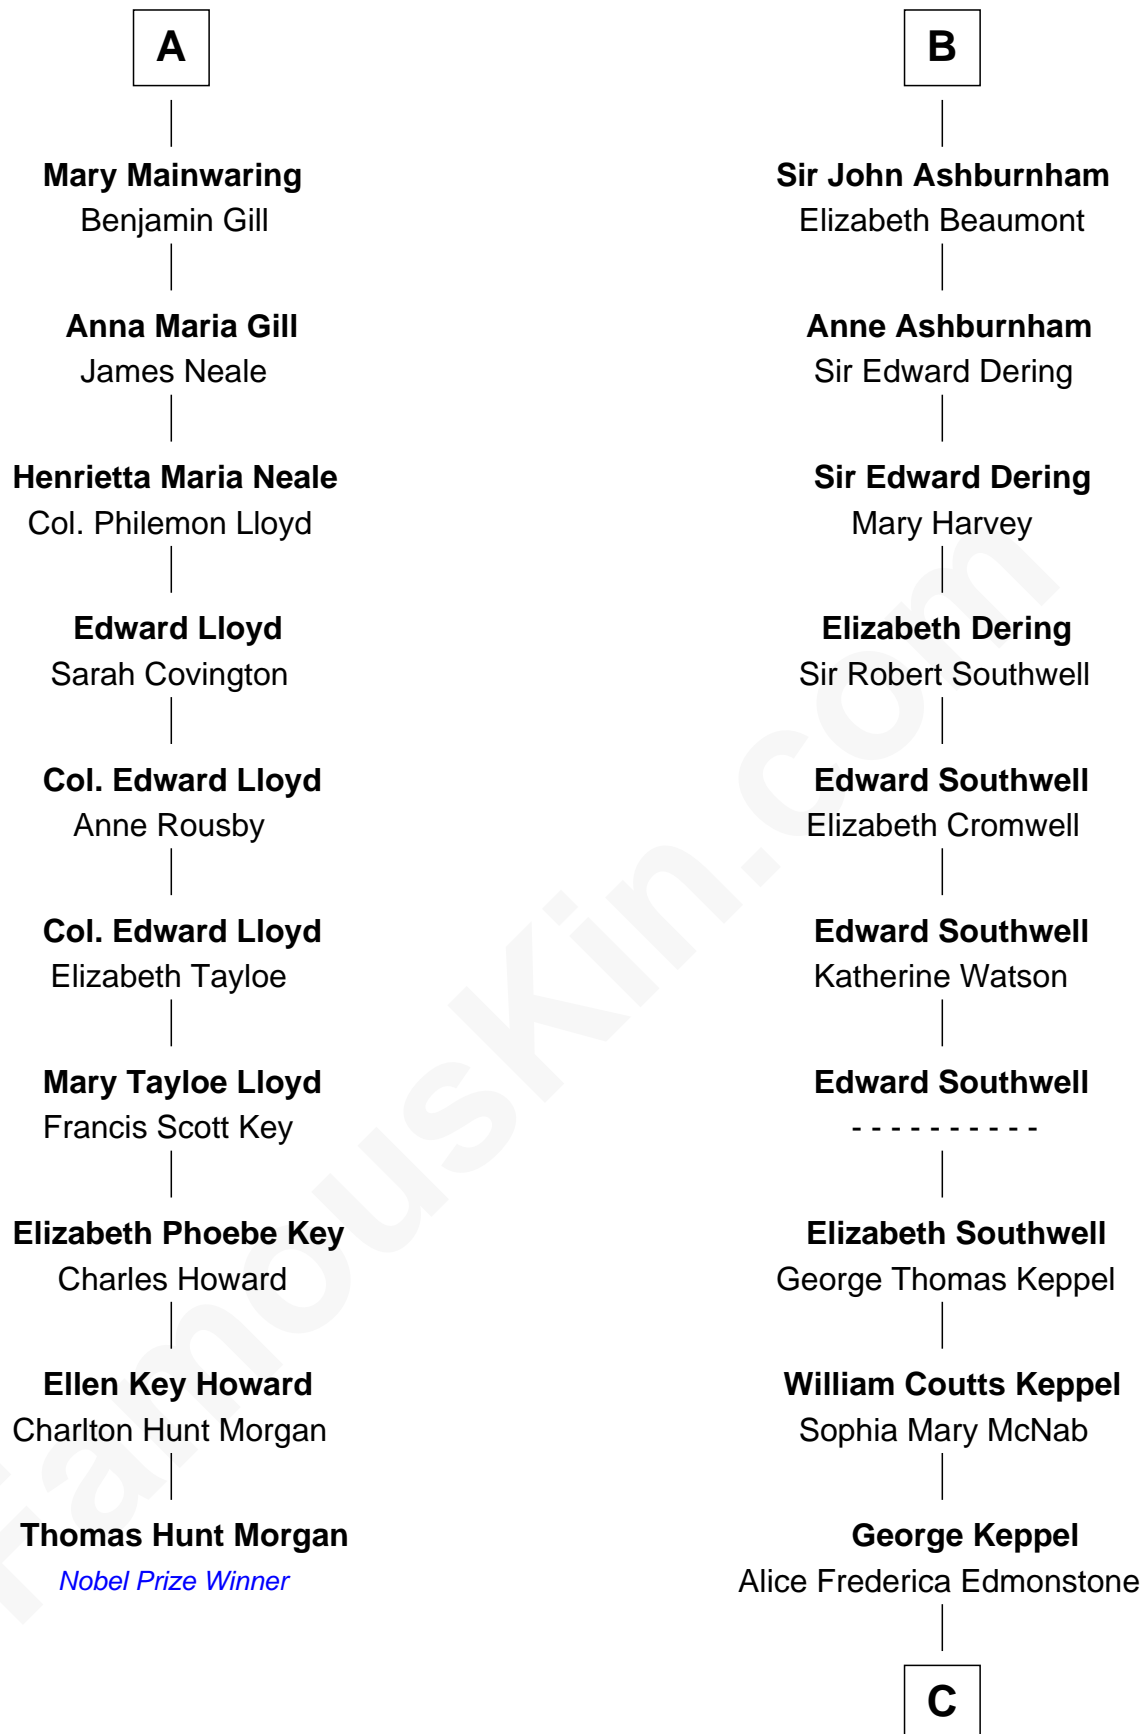 A
Mary Mainwaring
Benjamin Gill
Anna Maria Gill
James Neale
Henrietta Maria Neale
Col. Philemon Lloyd
Edward Lloyd
Sarah Covington
Col. Edward Lloyd
Anne Rousby
Col. Edward Lloyd
Elizabeth Tayloe
Mary Tayloe Lloyd
Francis Scott Key
Elizabeth Phoebe Key
Charles Howard
Ellen Key Howard
Charlton Hunt Morgan
Thomas Hunt Morgan
Nobel Prize Winner
B
Sir John Ashburnham
Elizabeth Beaumont
Anne Ashburnham
Sir Edward Dering
Sir Edward Dering
Mary Harvey
Elizabeth Dering
Sir Robert Southwell
Edward Southwell
Elizabeth Cromwell
Edward Southwell
Katherine Watson
Edward Southwell
- - - - - - - - - -
Elizabeth Southwell
George Thomas Keppel
William Coutts Keppel
Sophia Mary McNab
George Keppel
Alice Frederica Edmonstone
C
FamousKin.com